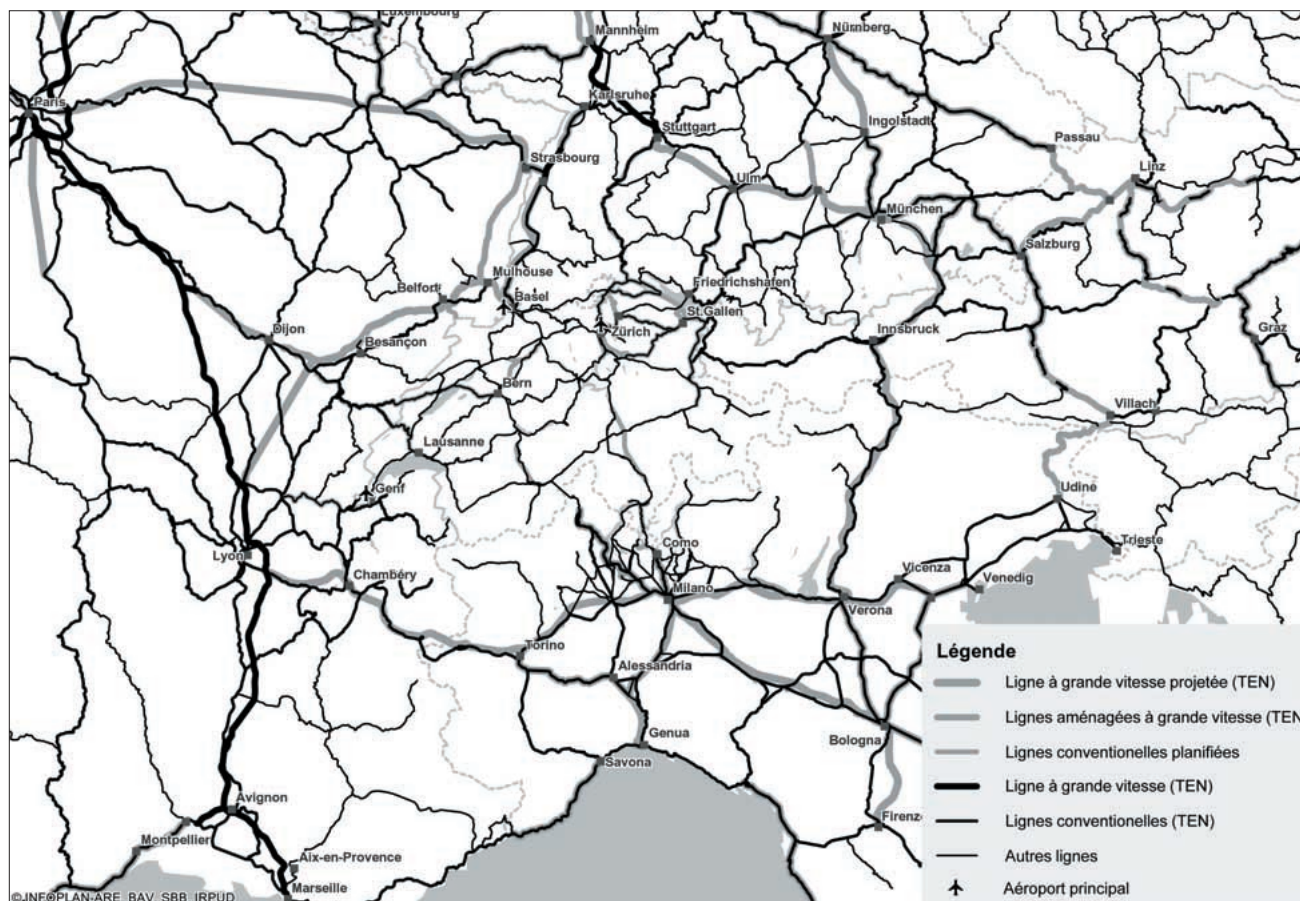 Luxembourg
Mannheim
Nürnberg
Paris
Karlsruhe
Stuttgart
Ingolstadt
Passau
Strasbourg
Ulm
Linz
München
Salzburg
Mulhouse
Belfort
Basel
Friedrichshafen
St.Gallen
Zürich
Dijon
Besançon
Innsbruck
Graz
Bern
Villach
Lausanne
Genf
Udine
Lyon
Como
Trieste
Chambéry
Milano
Vicenza
Venedig
Verona
Torino
Alessandria
Genua
Bologna
Savona
Avignon
Firenze
Montpellier
Aix-en-Provence
Marseille
Légende
Ligne à grande vitesse projetée (TEN)
Lignes aménagées à grande vitesse (TEN
Lignes conventionelles planifiées
Ligne à grande vitesse (TEN)
Lignes conventionelles (TEN)
Autres lignes
Aéroport principal
©INFOPLAN-ARE, BAV, SBB, IRPUD